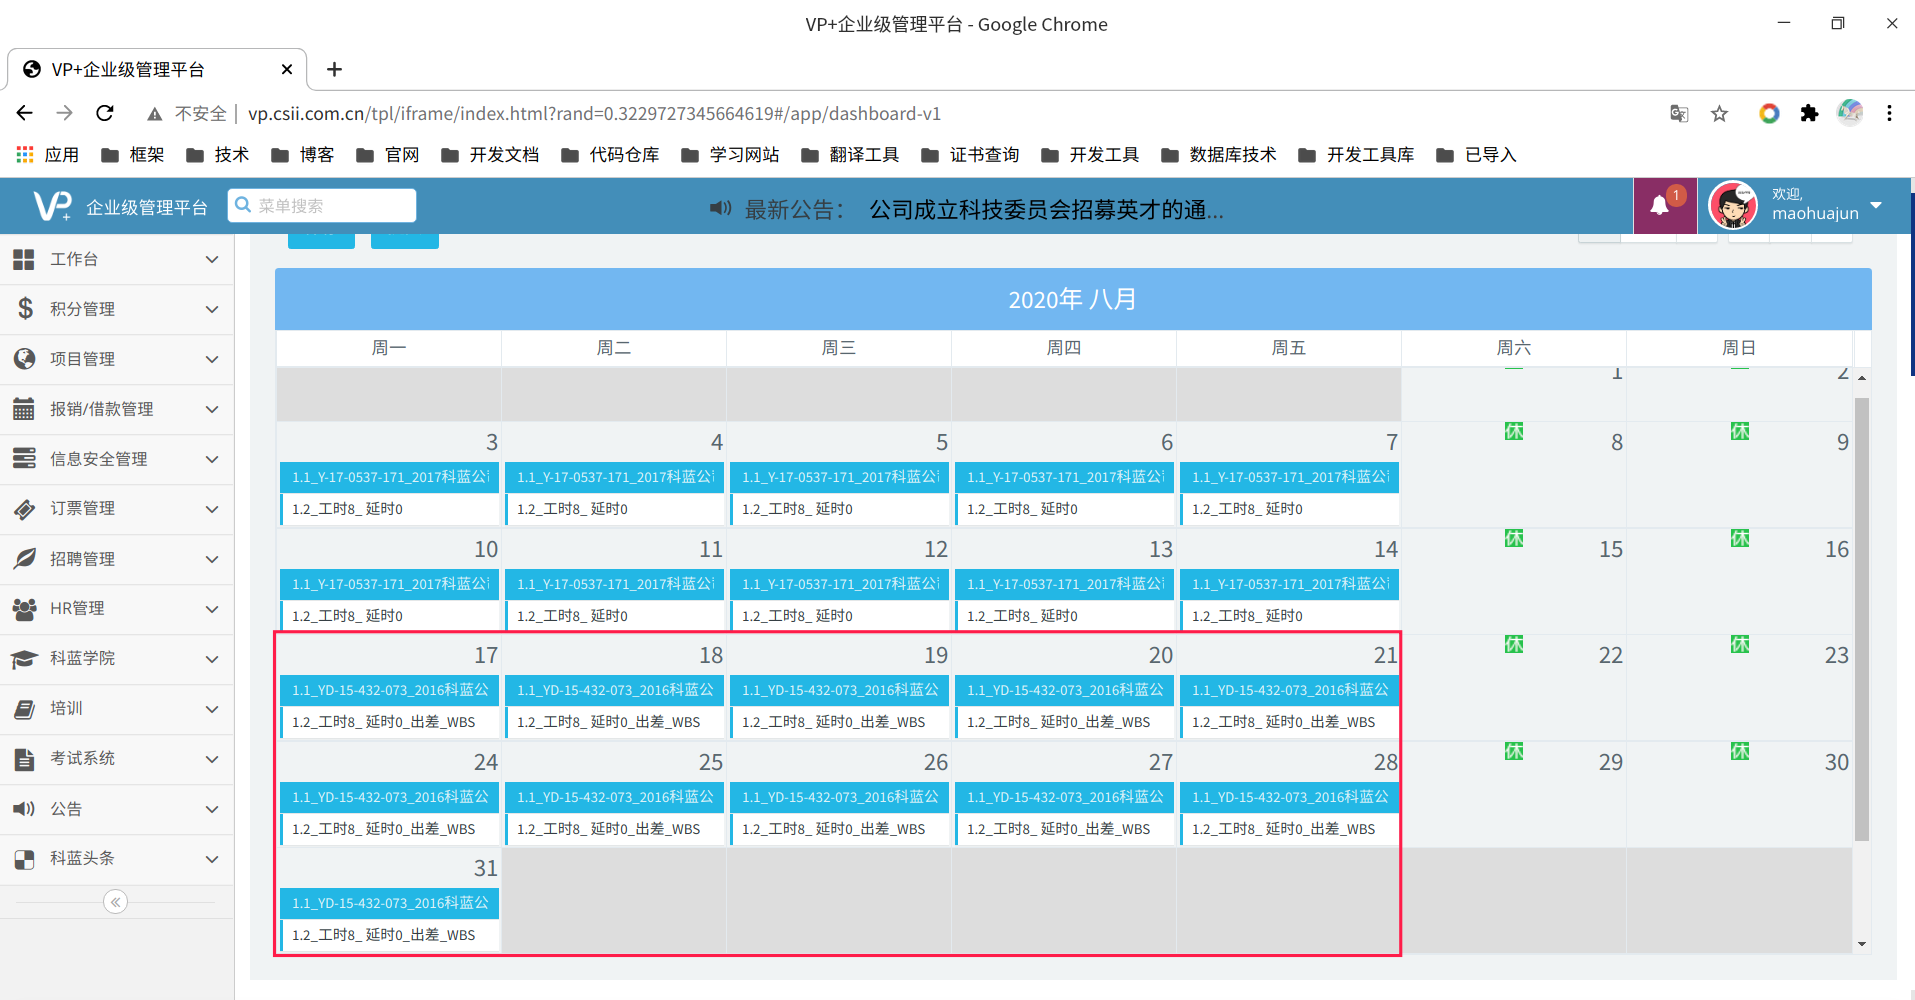 VP+企业级管理平台 - Google Chrome
VP+企业级管理平台
不安全 vp.csii.com.cn/tpl/iframe/index.html?rand=0.3229727345664619#/app/dashboard-v1
应用 框架 技术 博客 官网 开发文档 代码仓库 学习网站 翻译工具 证书查询 开发工具 数据库技术 开发工具库 已导入
VP+ 企业级管理平台 菜单搜索 最新公告： 公司成立科技委员会招募英才的通... 1 欢迎,
maohuajun
工作台
积分管理
项目管理
报销/借款管理
信息安全管理
订票管理
招聘管理
HR管理
科蓝学院
培训
考试系统
公告
科蓝头条
2020年 八月
周一 周二 周三 周四 周五 周六 周日
1 2
3 4 5 6 7 休 8 休 9
1.1_Y-17-0537-171_2017科蓝公 1.1_Y-17-0537-171_2017科蓝公 1.1_Y-17-0537-171_2017科蓝公 1.1_Y-17-0537-171_2017科蓝公 1.1_Y-17-0537-171_2017科蓝公
1.2_工时8_ 延时0 1.2_工时8_ 延时0 1.2_工时8_ 延时0 1.2_工时8_ 延时0 1.2_工时8_ 延时0
10 11 12 13 14 休 15 休 16
1.1_Y-17-0537-171_2017科蓝公 1.1_Y-17-0537-171_2017科蓝公 1.1_Y-17-0537-171_2017科蓝公 1.1_Y-17-0537-171_2017科蓝公 1.1_Y-17-0537-171_2017科蓝公
1.2_工时8_ 延时0 1.2_工时8_ 延时0 1.2_工时8_ 延时0 1.2_工时8_ 延时0 1.2_工时8_ 延时0
17 18 19 20 21 休 22 休 23
1.1_YD-15-432-073_2016科蓝公 1.1_YD-15-432-073_2016科蓝公 1.1_YD-15-432-073_2016科蓝公 1.1_YD-15-432-073_2016科蓝公 1.1_YD-15-432-073_2016科蓝公
1.2_工时8_ 延时0_出差_WBS 1.2_工时8_ 延时0_出差_WBS 1.2_工时8_ 延时0_出差_WBS 1.2_工时8_ 延时0_出差_WBS 1.2_工时8_ 延时0_出差_WBS
24 25 26 27 28 休 29 休 30
1.1_YD-15-432-073_2016科蓝公 1.1_YD-15-432-073_2016科蓝公 1.1_YD-15-432-073_2016科蓝公 1.1_YD-15-432-073_2016科蓝公 1.1_YD-15-432-073_2016科蓝公
1.2_工时8_ 延时0_出差_WBS 1.2_工时8_ 延时0_出差_WBS 1.2_工时8_ 延时0_出差_WBS 1.2_工时8_ 延时0_出差_WBS 1.2_工时8_ 延时0_出差_WBS
31
1.1_YD-15-432-073_2016科蓝公
1.2_工时8_ 延时0_出差_WBS